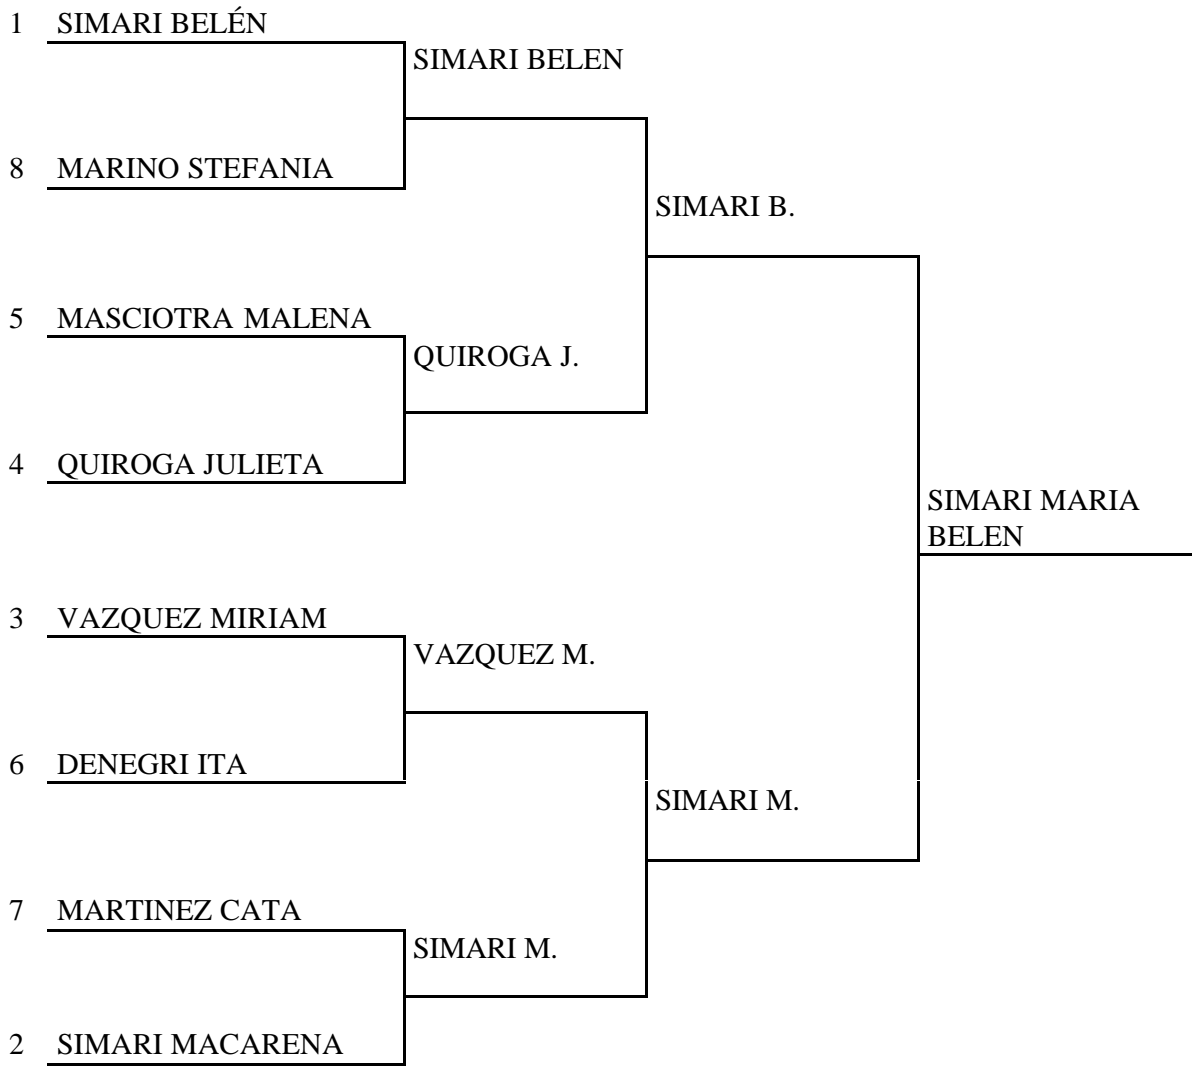 1 SIMARI BELÉN
SIMARI BELEN
8 MARINO STEFANIA
SIMARI B.
5 MASCIOTRA MALENA
QUIROGA J.
4 QUIROGA JULIETA
SIMARI MARIA
BELEN
3 VAZQUEZ MIRIAM
VAZQUEZ M.
6 DENEGRI ITA
SIMARI M.
7 MARTINEZ CATA
SIMARI M.
2 SIMARI MACARENA